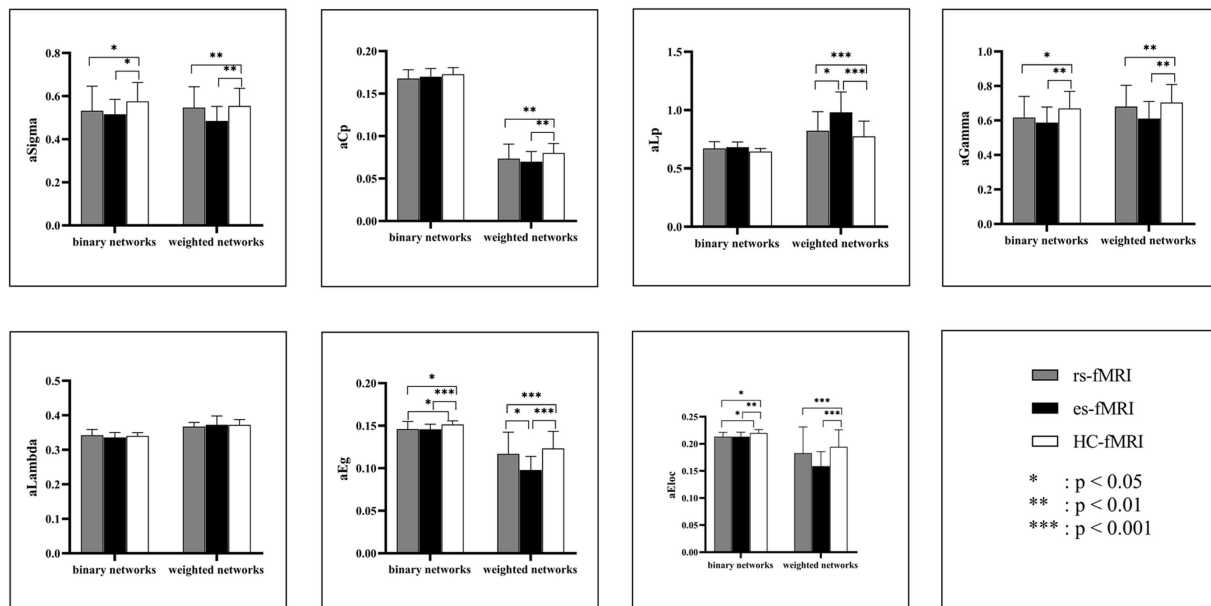 aSigma
0.8
0.6
0.4
0.2
0.0
* * ** **
binary networks weighted networks
aCp
0.20
0.15
0.10
0.05
0.00
** **
binary networks weighted networks
aLp
1.5
1.0
0.5
0.0
***
* ***
binary networks weighted networks
aGamma
1.0
0.8
0.6
0.4
0.2
0.0
* ** ** **
binary networks weighted networks
aLambda
0.5
0.4
0.3
0.2
0.1
0.0
binary networks weighted networks
aEg
0.20
0.15
0.10
0.05
0.00
*
***
*
***
* ***
binary networks weighted networks
aEloc
0.25
0.20
0.15
0.10
0.05
0.00
*
**
*
***
***
binary networks weighted networks
rs-fMRI
es-fMRI
HC-fMRI
* : p < 0.05
** : p < 0.01
*** : p < 0.001